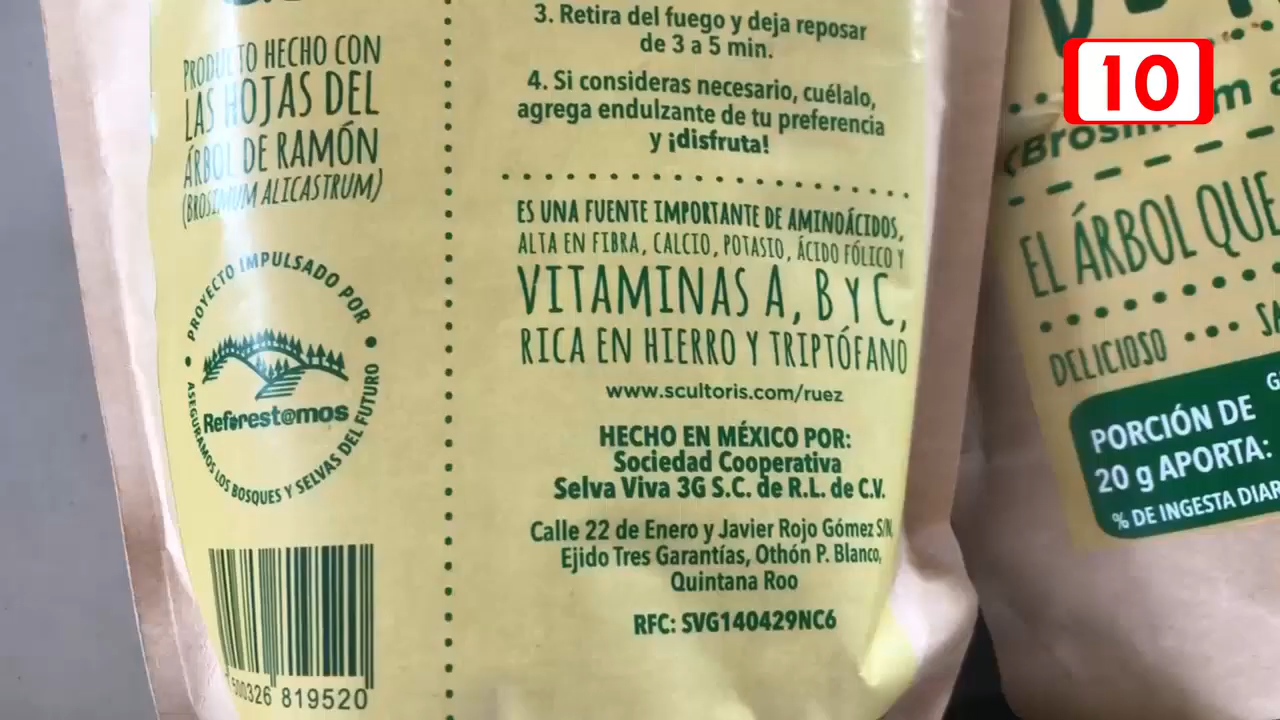 PRODUCTO HECHO CON
LAS HOJAS DEL
ÁRBOL DE RAMÓN
(BROSIMUM ALICASTRUM)
PROYECTO IMPULSADO POR
Reforest@mos
ASEGURAMOS LOS BOSQUES Y SELVAS DEL FUTURO
500326 819520
3. Retira del fuego y deja reposar
de 3 a 5 min.
4. Si consideras necesario, cuélalo,
agrega endulzante de tu preferencia
y ¡disfruta!
ES UNA FUENTE IMPORTANTE DE AMINOÁCIDOS,
ALTA EN FIBRA, CALCIO, POTASIO, ÁCIDO FÓLICO Y
VITAMINAS A, B Y C,
RICA EN HIERRO Y TRIPTÓFANO
www.scultoris.com/ruez
HECHO EN MÉXICO POR:
Sociedad Cooperativa
Selva Viva 3G S.C. de R.L. de C.V.
Calle 22 de Enero y Javier Rojo Gómez S/N,
Ejido Tres Garantías, Othón P. Blanco,
Quintana Roo
RFC: SVG140429NC6
10
EL ÁRBOL QUE
DELICIOSO
PORCIÓN DE
20 g APORTA:
% DE INGESTA